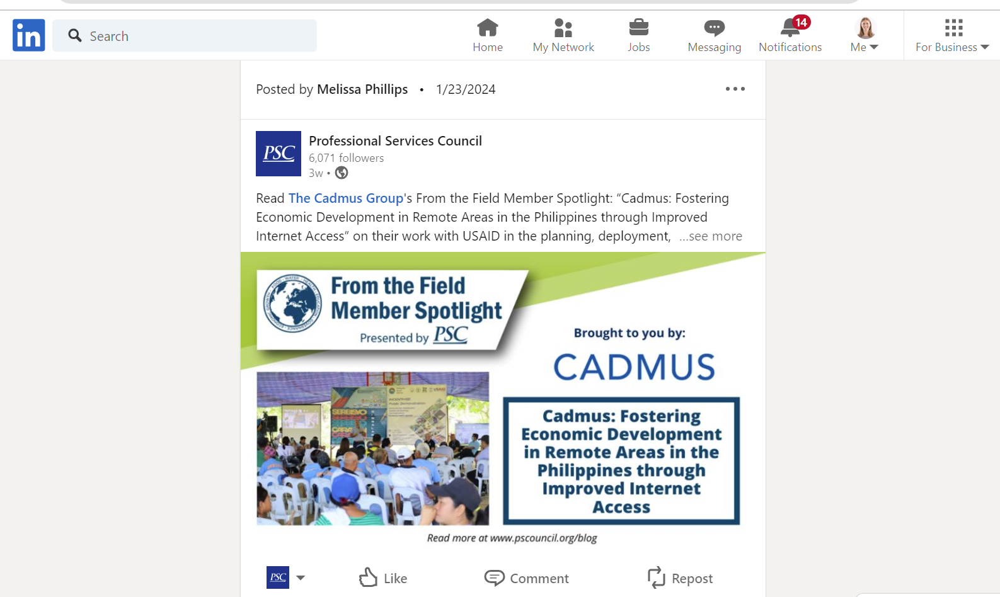 in
Search
Home
My Network
Jobs
Messaging
14
Notifications
Me
For Business
Posted by Melissa Phillips • 1/23/2024
PSC
Professional Services Council
6,071 followers
3w •
Read The Cadmus Group's From the Field Member Spotlight: “Cadmus: Fostering
Economic Development in Remote Areas in the Philippines through Improved
Internet Access“ on their work with USAID in the planning, deployment, ...see more
From the Field
Member Spotlight
Presented by PSC
Brought to you by:
CADMUS
Cadmus: Fostering
Economic Development
in Remote Areas in the
Philippines through
Improved Internet
Access
Read more at www.pscouncil.org/blog
PSC
Like
Comment
Repost